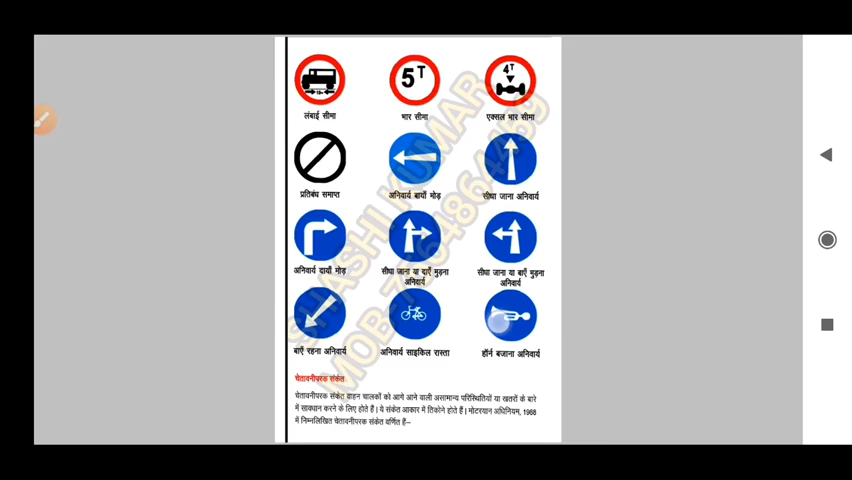 5T
4T
लंबाई सीमा
भार सीमा
एक्सल भार सीमा
प्रतिबंध समाप्त
अनिवार्य बायाँ मोड़
सीधा जाना अनिवार्य
अनिवार्य दायाँ मोड़
सीधा जाना या दाएँ मुड़ना
अनिवार्य
सीधा जाना या बाएँ मुड़ना
अनिवार्य
बाएँ रहना अनिवार्य
अनिवार्य साइकिल रास्ता
हॉर्न बजाना अनिवार्य
चेतावनीपरक संकेत
चेतावनीपरक संकेत वाहन चालकों को आगे आने वाली असामान्य परिस्थितियों या खतरों के बारे
में सावधान करने के लिए होते हैं। ये संकेत आकार में तिकोने होते हैं। मोटरयान अधिनियम, 1988
में निम्नलिखित चेतावनीपरक संकेत वर्णित हैं–
SHASHI KUMAR